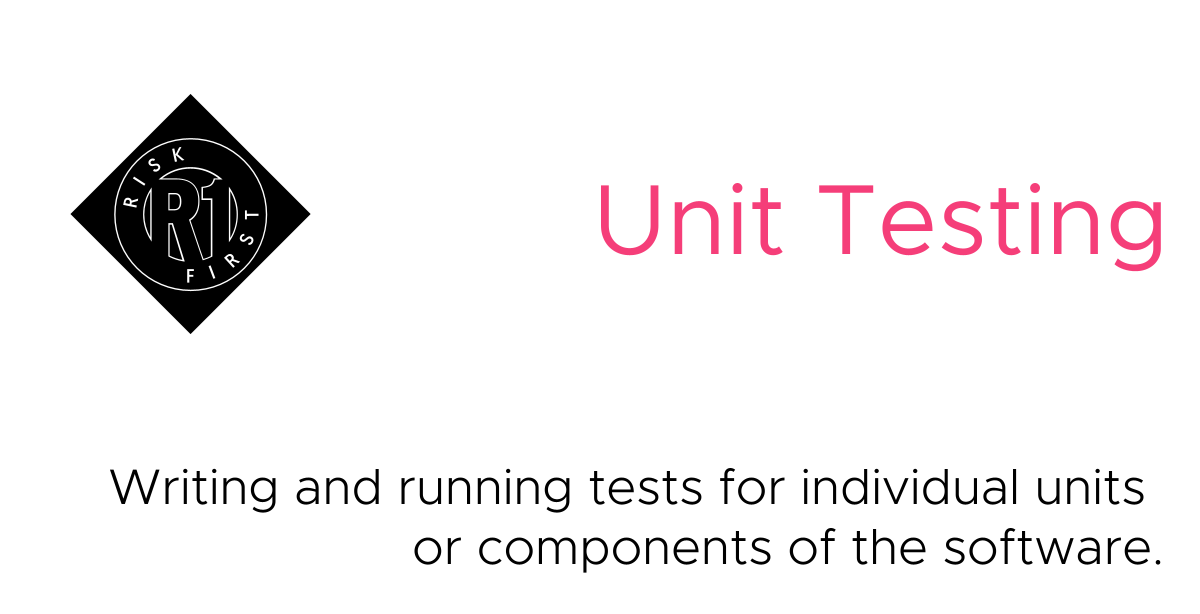 RISK
R1
FIRST
Unit Testing
Writing and running tests for individual units
or components of the software.